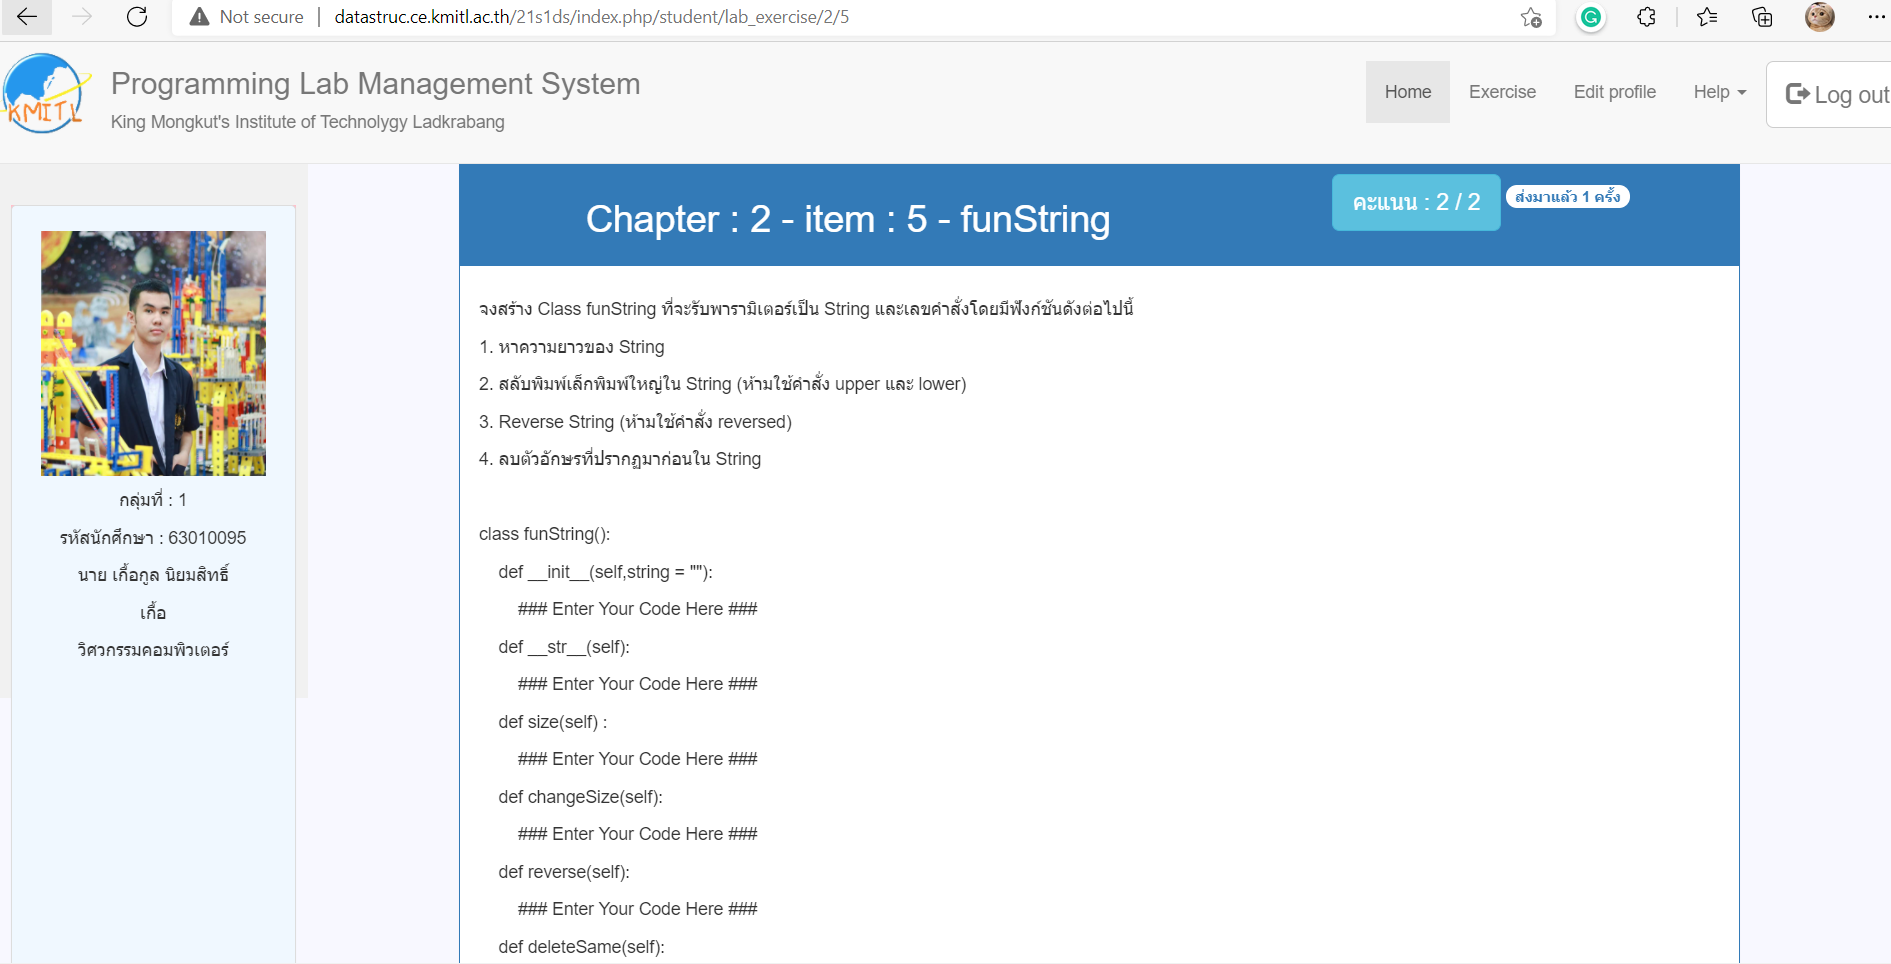 Not secure | datastruc.ce.kmitl.ac.th/21s1ds/index.php/student/lab_exercise/2/5
KMITL
Programming Lab Management System
King Mongkut's Institute of Technolygy Ladkrabang
Home
Exercise
Edit profile
Help
Log out
Chapter : 2 - item : 5 - funString
คะแนน : 2 / 2
ส่งมาแล้ว 1 ครั้ง
กลุ่มที่ : 1
รหัสนักศึกษา : 63010095
นาย เกื้อกูล นิยมสิทธิ์
เกื้อ
วิศวกรรมคอมพิวเตอร์
จงสร้าง Class funString ที่จะรับพารามิเตอร์เป็น String และเลขคำสั่งโดยมีฟังก์ชันดังต่อไปนี้
1. หาความยาวของ String
2. สลับพิมพ์เล็กพิมพ์ใหญ่ใน String (ห้ามใช้คำสั่ง upper และ lower)
3. Reverse String (ห้ามใช้คำสั่ง reversed)
4. ลบตัวอักษรที่ปรากฏมาก่อนใน String
class funString():
def __init__(self,string = ""):
### Enter Your Code Here ###
def __str__(self):
### Enter Your Code Here ###
def size(self) :
### Enter Your Code Here ###
def changeSize(self):
### Enter Your Code Here ###
def reverse(self):
### Enter Your Code Here ###
def deleteSame(self):